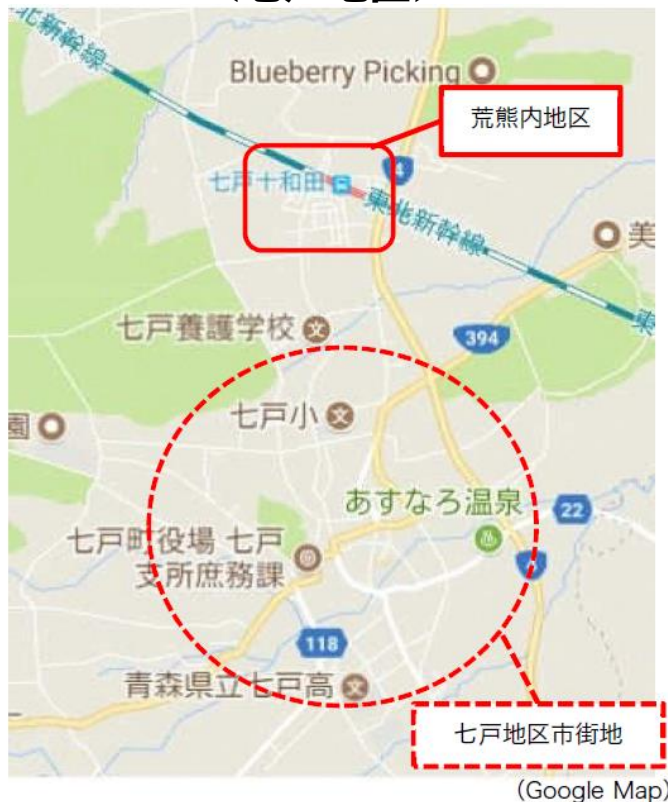 北新幹線
Blueberry Picking
荒熊内地区
4
七戸十和田
東北新幹線
美
東
七戸養護学校
394
七戸小
園
あすなろ温泉
22
七戸町役場 七戸
支所庶務課
118
青森県立七戸高
七戸地区市街地
(Google Map)